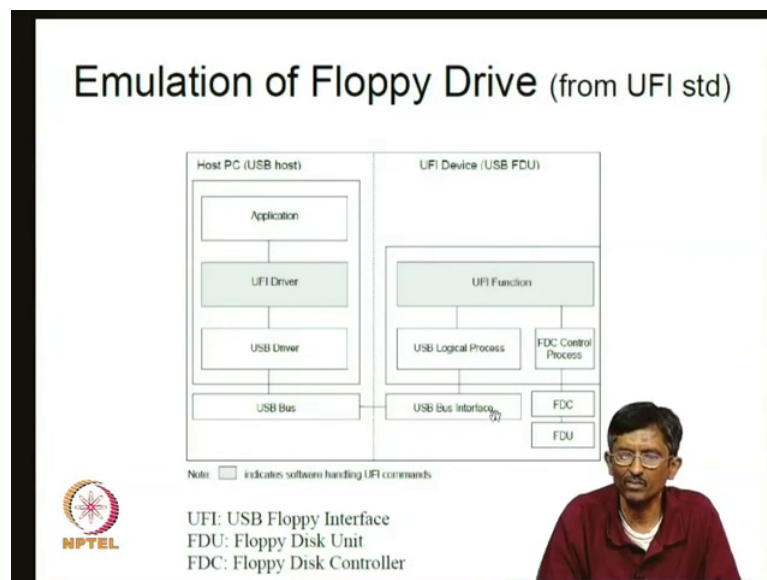 Emulation of Floppy Drive (from UFI std)
Host PC (USB host)
UFI Device (USB FDU)
Application
UFI Driver
UFI Function
USB Driver
USB Logical Process
FDC Control
Process
USB Bus
USB Bus Interface
FDC
FDU
Note: indicates software handling UFI commands
NPTEL
UFI: USB Floppy Interface
FDU: Floppy Disk Unit
FDC: Floppy Disk Controller